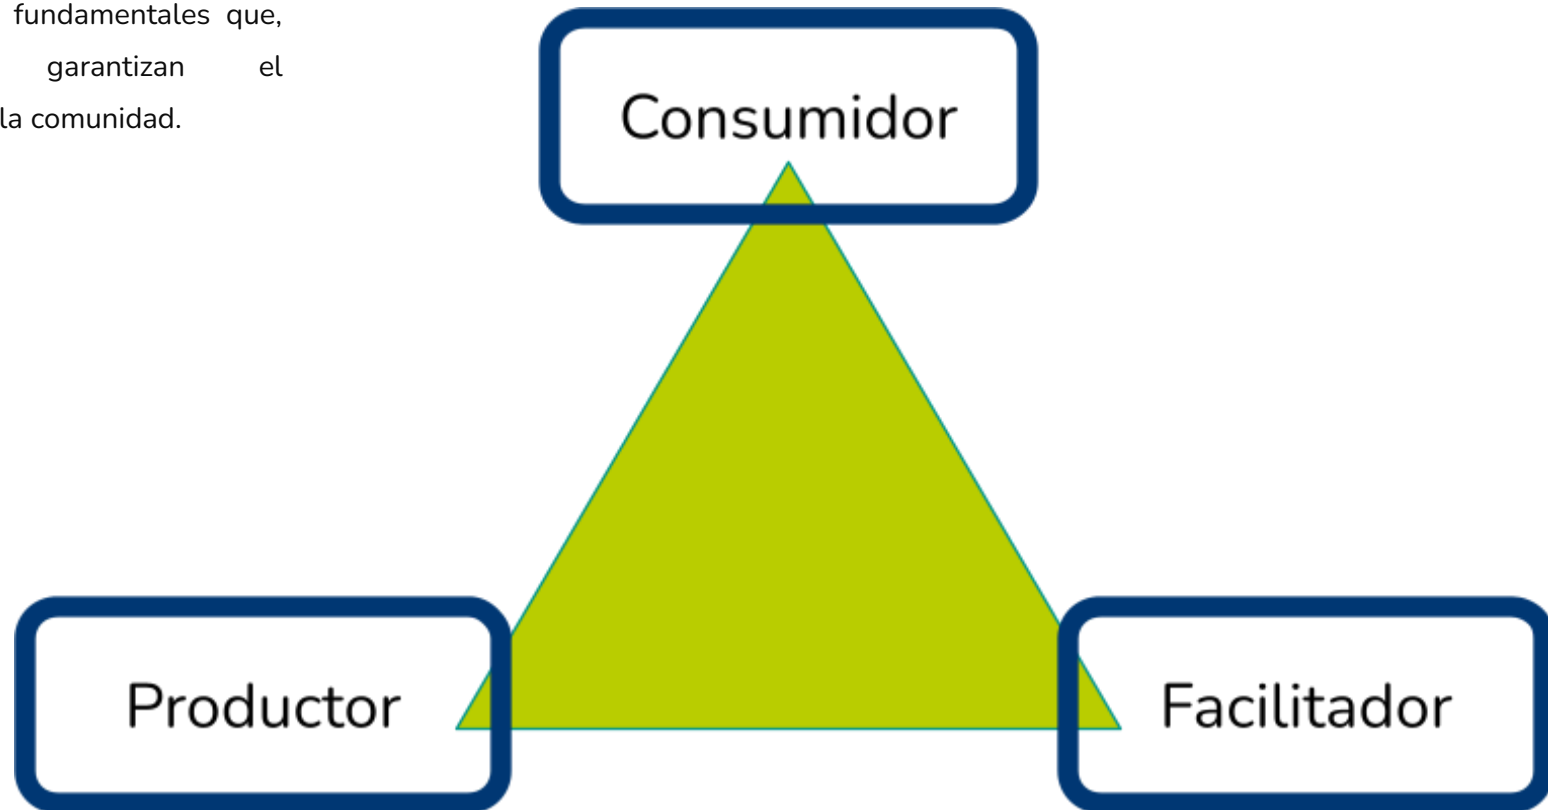 fundamentales que,
garantizan el
la comunidad.
Consumidor
Productor
Facilitador